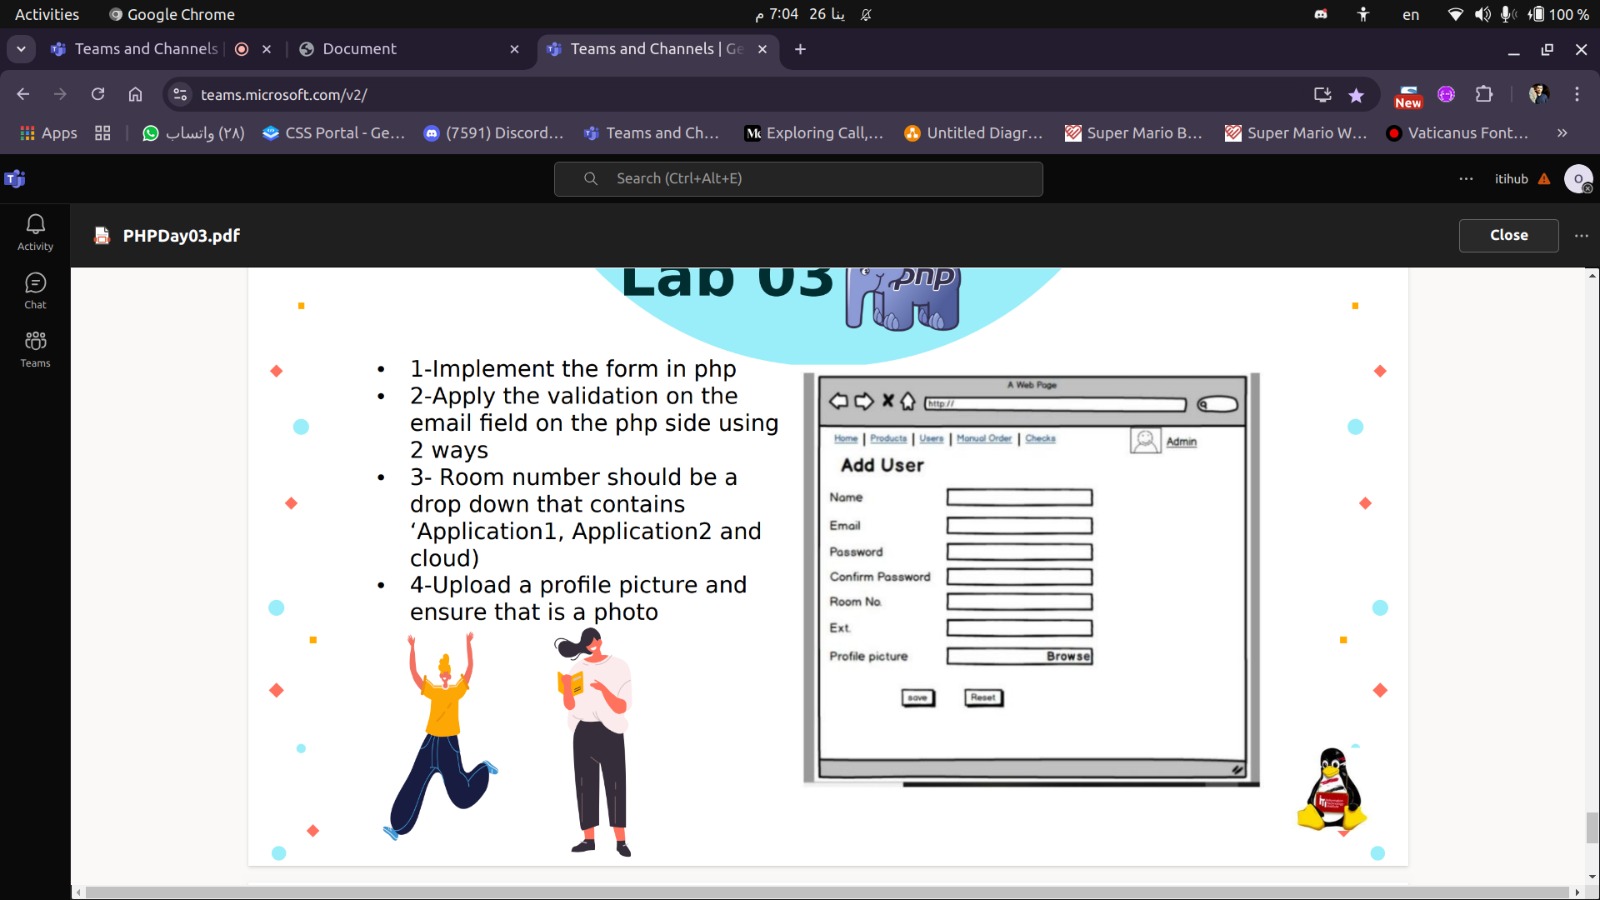 Activities
Google Chrome
7:04 م
26 ينا
en
100 %
Teams and Channels
Document
Teams and Channels | Ge
teams.microsoft.com/v2/
New
Apps
(٢٨) واتساب
CSS Portal - Ge...
(7591) Discord...
Teams and Ch...
Exploring Call,...
Untitled Diagr...
Super Mario B...
Super Mario W...
Vaticanus Font...
Search (Ctrl+Alt+E)
itihub
O
Activity
Chat
Teams
PHPDay03.pdf
Close
Lab 03
php
• 1-Implement the form in php
• 2-Apply the validation on the
email field on the php side using
2 ways
• 3- Room number should be a
drop down that contains
‘Application1, Application2 and
cloud)
• 4-Upload a profile picture and
ensure that is a photo
A Web Page
http://
Home | Products | Users | Manual Order | Checks
Admin
Add User
Name
Email
Password
Confirm Password
Room No.
Ext.
Profile picture
Browse
save
Reset